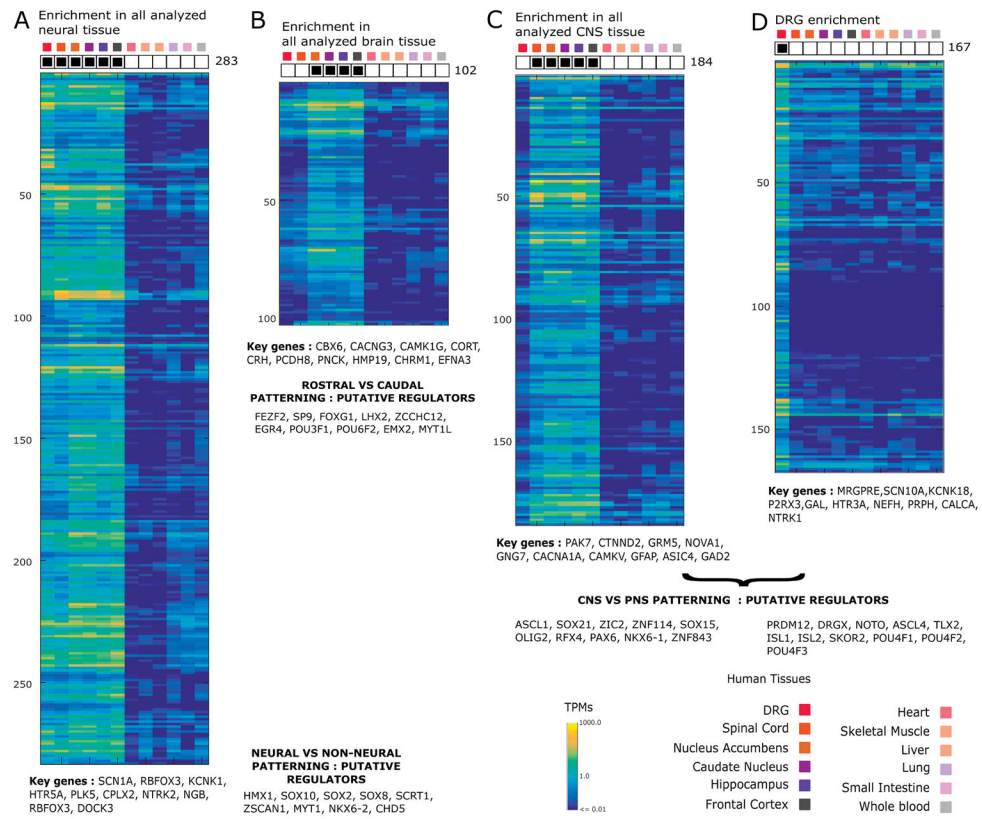 A
Enrichment in all analyzed
neural tissue
283
50
100
150
200
250
Key genes : SCN1A, RBFOX3, KCNK1,
HTR5A, PLK5, CPLX2, NTRK2, NGB,
RBFOX3, DOCK3
B
Enrichment in
all analyzed brain tissue
102
50
100
Key genes : CBX6, CACNG3, CAMK1G, CORT,
CRH, PCDH8, PNCK, HMP19, CHRM1, EFNA3
ROSTRAL VS CAUDAL
PATTERNING : PUTATIVE REGULATORS
FEZF2, SP9, FOXG1, LHX2, ZCCHC12,
EGR4, POU3F1, POU6F2, EMX2, MYT1L
NEURAL VS NON-NEURAL
PATTERNING : PUTATIVE
REGULATORS
HMX1, SOX10, SOX2, SOX8, SCRT1,
ZSCAN1, MYT1, NKX6-2, CHD5
C
Enrichment in all
analyzed CNS tissue
184
50
100
150
Key genes : PAK7, CTNND2, GRM5, NOVA1,
GNG7, CACNA1A, CAMKV, GFAP, ASIC4, GAD2
D
DRG enrichment
167
50
100
150
Key genes : MRGPRE,SCN10A,KCNK18,
P2RX3,GAL, HTR3A, NEFH, PRPH, CALCA,
NTRK1
CNS VS PNS PATTERNING : PUTATIVE REGULATORS
ASCL1, SOX21, ZIC2, ZNF114, SOX15,
OLIG2, RFX4, PAX6, NKX6-1, ZNF843
PRDM12, DRGX, NOTO, ASCL4, TLX2,
ISL1, ISL2, SKOR2, POU4F1, POU4F2,
POU4F3
TPMs
1000.0
1.0
<= 0.01
Human Tissues
DRG
Spinal Cord
Nucleus Accumbens
Caudate Nucleus
Hippocampus
Frontal Cortex
Heart
Skeletal Muscle
Liver
Lung
Small Intestine
Whole blood